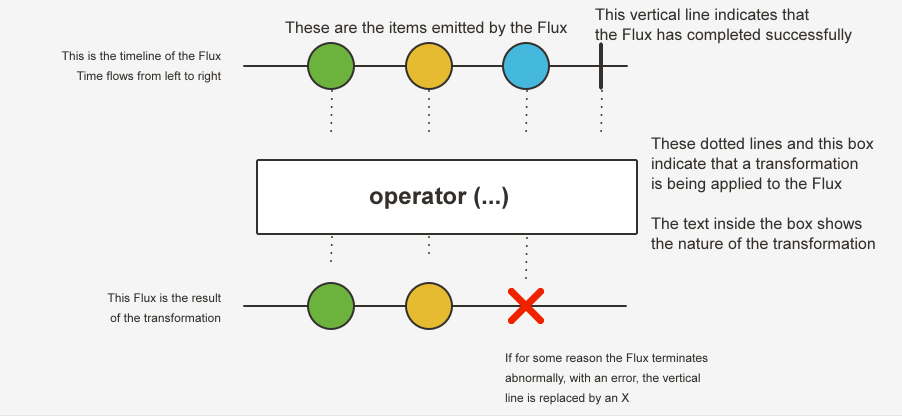 These are the items emitted by the Flux
This vertical line indicates that
the Flux has completed successfully
This is the timeline of the Flux
Time flows from left to right
These dotted lines and this box
indicate that a transformation
is being applied to the Flux
operator (...)
The text inside the box shows
the nature of the transformation
This Flux is the result
of the transformation
If for some reason the Flux terminates
abnormally, with an error, the vertical
line is replaced by an X